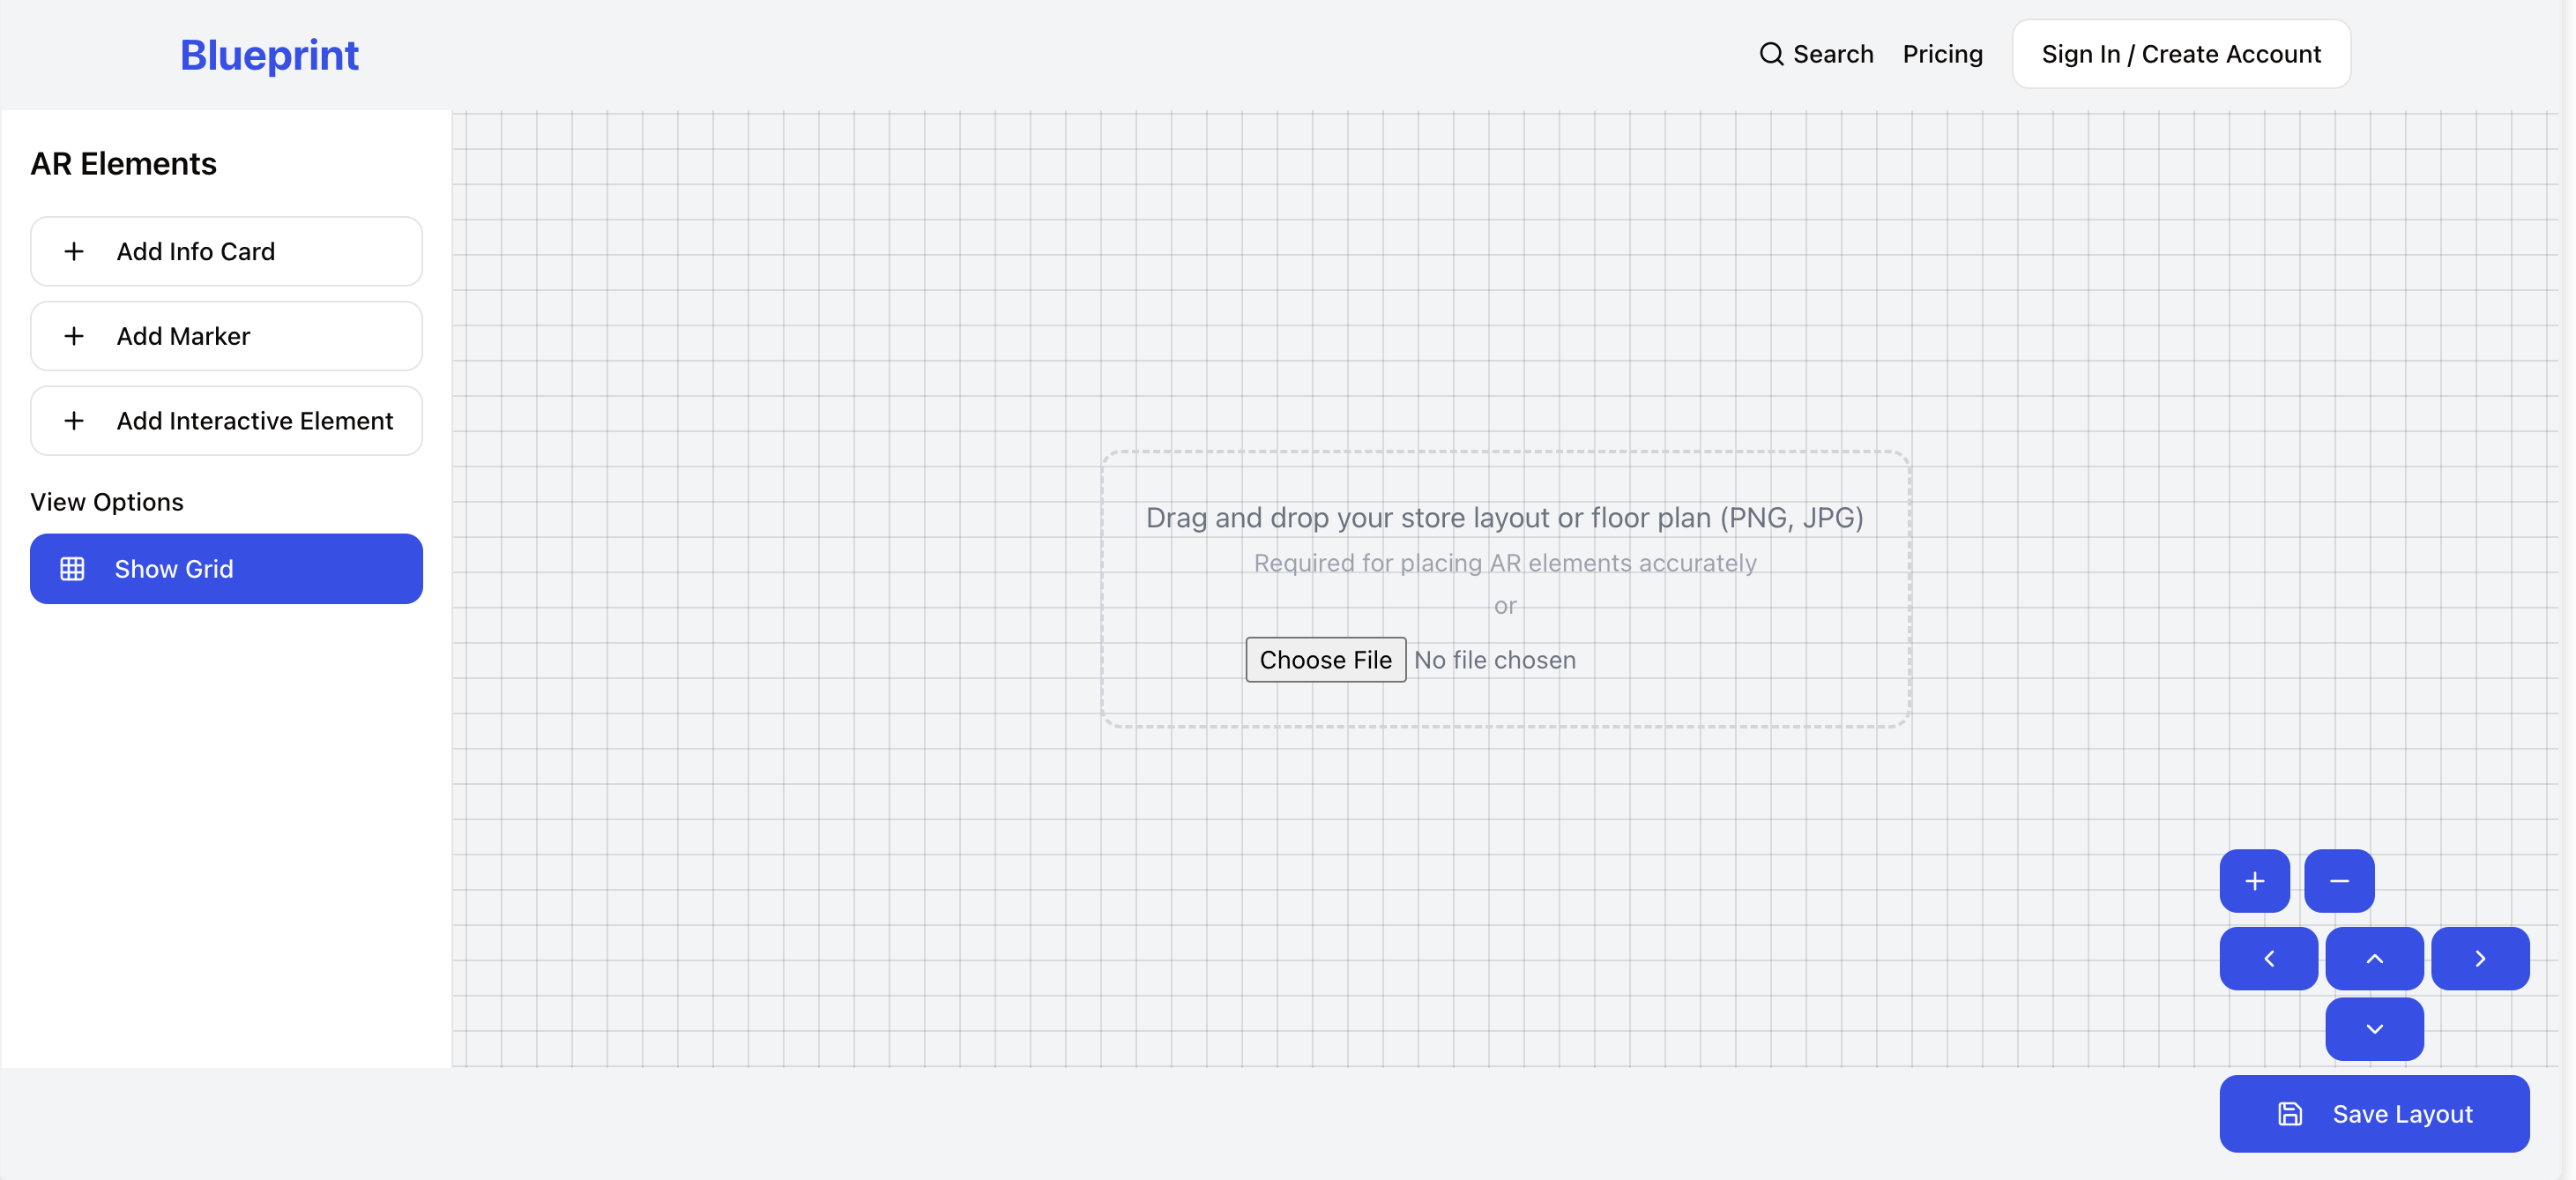 Blueprint
Search
Pricing
Sign In / Create Account
AR Elements
Add Info Card
Add Marker
Add Interactive Element
View Options
Show Grid
Drag and drop your store layout or floor plan (PNG, JPG)
Required for placing AR elements accurately
or
Choose File No file chosen
Save Layout